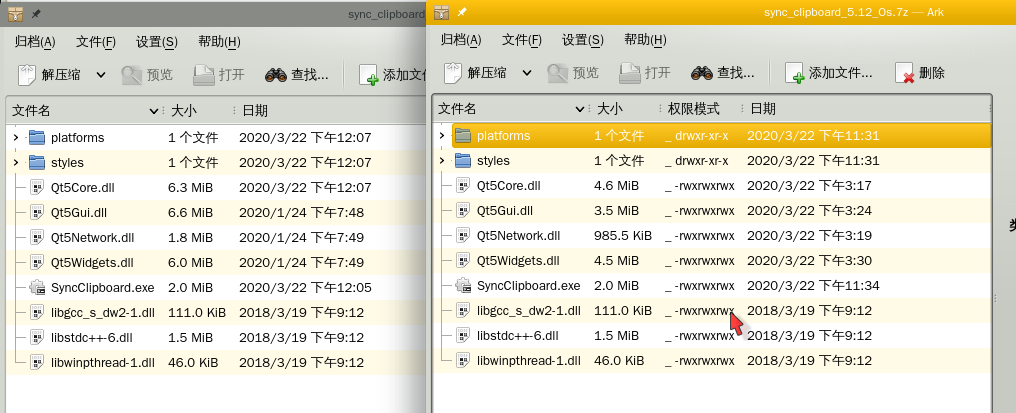 sync_clipboard
归档(A) 文件(F) 设置(S) 帮助(H)
解压缩 预览 打开 查找... 添加文件
文件名 大小 日期
platforms 1 个文件 2020/3/22 下午12:07
styles 1 个文件 2020/3/22 下午12:07
Qt5Core.dll 6.3 MiB 2020/3/22 下午12:07
Qt5Gui.dll 6.6 MiB 2020/1/24 下午7:48
Qt5Network.dll 1.8 MiB 2020/1/24 下午7:49
Qt5Widgets.dll 6.0 MiB 2020/1/24 下午7:49
SyncClipboard.exe 2.0 MiB 2020/3/22 下午12:05
libgcc_s_dw2-1.dll 111.0 KiB 2018/3/19 下午9:12
libstdc++-6.dll 1.5 MiB 2018/3/19 下午9:12
libwinpthread-1.dll 46.0 KiB 2018/3/19 下午9:12
sync_clipboard_5.12_Os.7z — Ark
归档(A) 文件(F) 设置(S) 帮助(H)
解压缩 预览 打开 查找... 添加文件... 删除
文件名 大小 权限模式 日期
platforms 1 个文件 _ drwxr-xr-x 2020/3/22 下午11:31
styles 1 个文件 _ drwxr-xr-x 2020/3/22 下午11:31
Qt5Core.dll 4.6 MiB _ -rwxrwxrwx 2020/3/22 下午3:17
Qt5Gui.dll 3.5 MiB _ -rwxrwxrwx 2020/3/22 下午3:24
Qt5Network.dll 985.5 KiB _ -rwxrwxrwx 2020/3/22 下午3:19
Qt5Widgets.dll 4.5 MiB _ -rwxrwxrwx 2020/3/22 下午3:30
SyncClipboard.exe 2.0 MiB _ -rwxrwxrwx 2020/3/22 下午11:34
libgcc_s_dw2-1.dll 111.0 KiB _ -rwxrwxrwx 2018/3/19 下午9:12
libstdc++-6.dll 1.5 MiB _ -rwxrwxrwx 2018/3/19 下午9:12
libwinpthread-1.dll 46.0 KiB _ -rwxrwxrwx 2018/3/19 下午9:12